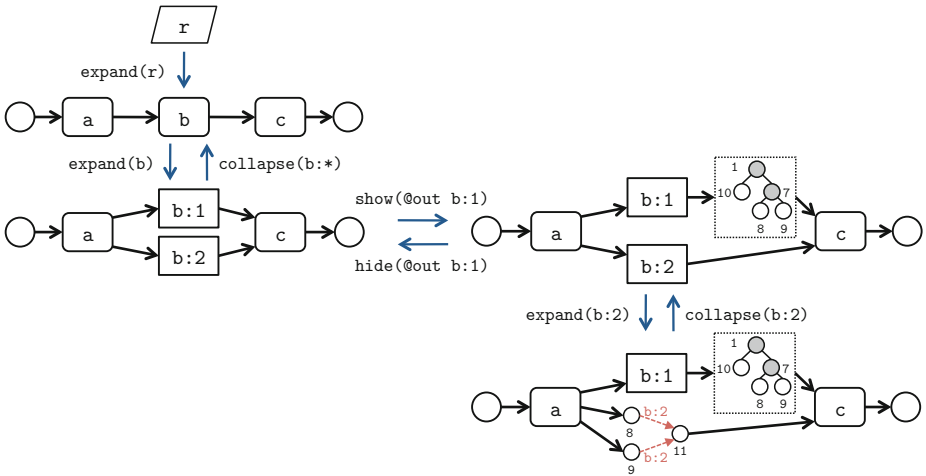 r
expand(r)
a b c
expand(b) collapse(b:*)
a b:1 b:2 c
show(@out b:1)
hide(@out b:1)
a b:1 b:2 1 10 7 8 9 c
expand(b:2) collapse(b:2)
a b:1 1 10 7 8 9 c
8 b:2
9 b:2
11